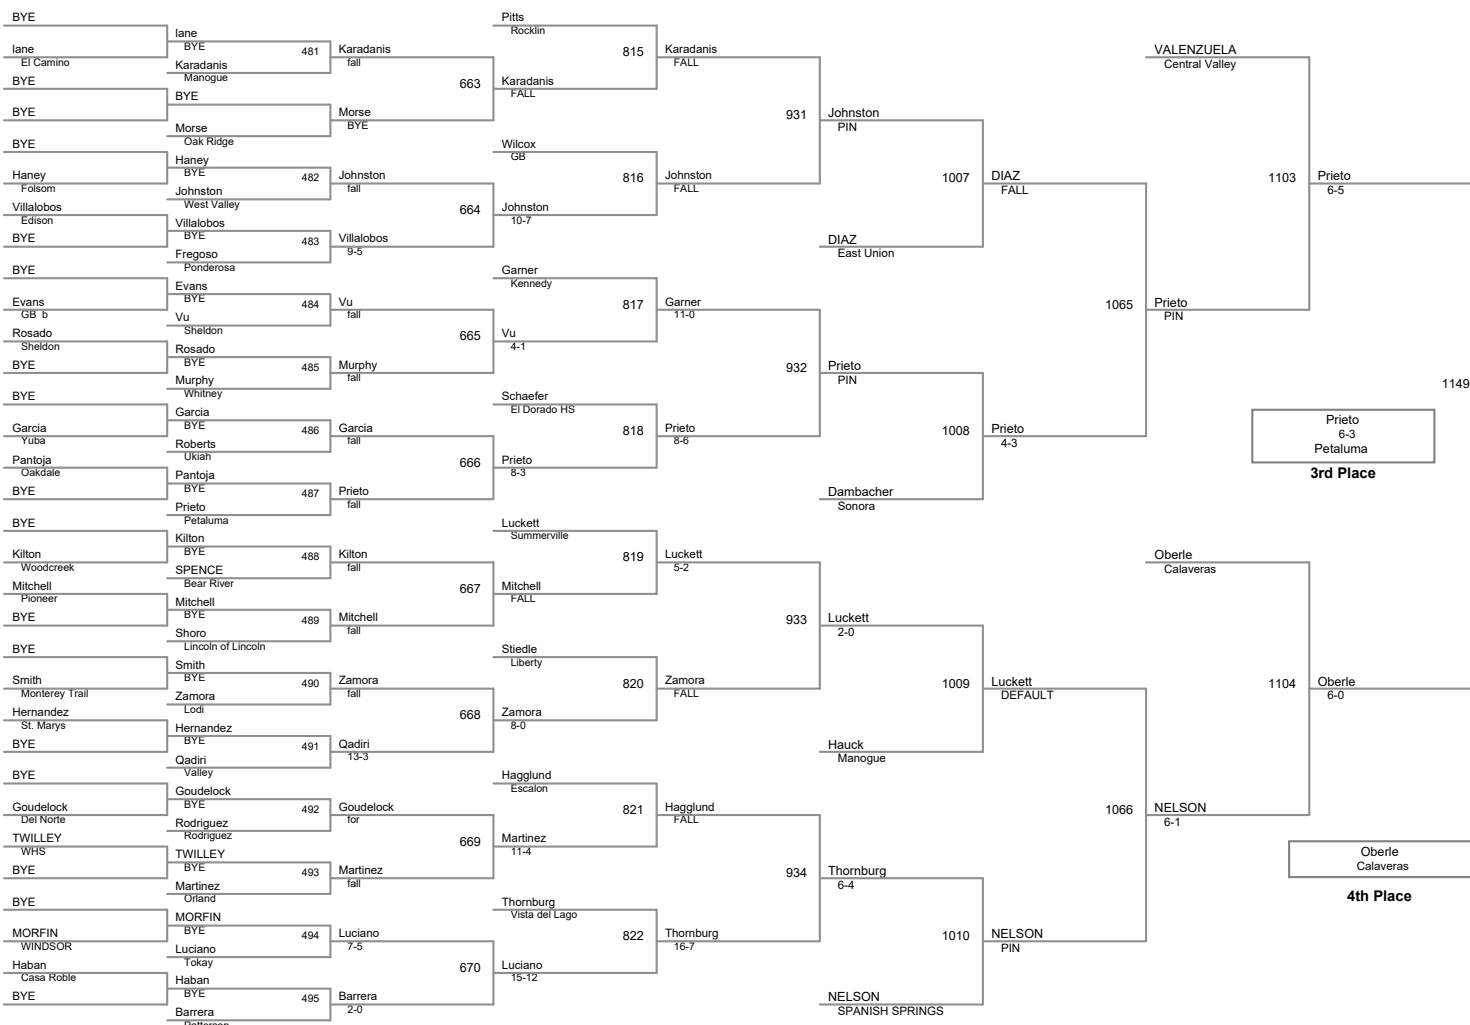 BYE
lane
El Camino
BYE
BYE
BYE
Haney
Folsom
Villalobos
Edison
BYE
BYE
Evans
GB b
Rosado
Sheldon
BYE
BYE
Garcia
Yuba
Pantoja
Oakdale
BYE
BYE
Kilton
Woodcreek
Mitchell
Pioneer
BYE
BYE
Smith
Monterey Trail
Hernandez
St. Marys
BYE
BYE
Goudelock
Del Norte
TWILLEY
WHS
BYE
BYE
MORFIN
WINDSOR
Haban
Casa Roble
BYE
lane
BYE
481
Karadanis
Manogue
BYE
Morse
Oak Ridge
Haney
BYE
482
Johnston
West Valley
Villalobos
BYE
483
Fregoso
Ponderosa
Evans
BYE
484
Vu
Sheldon
Rosado
BYE
485
Murphy
Whitney
Garcia
BYE
486
Roberts
Ukiah
Pantoja
BYE
487
Prieto
Petaluma
Kilton
BYE
488
SPENCE
Bear River
Mitchell
BYE
489
Shoro
Lincoln of Lincoln
Smith
BYE
490
Zamora
Lodi
Hernandez
BYE
491
Qadiri
Valley
Goudelock
BYE
492
Rodriguez
Rodriguez
TWILLEY
BYE
493
Martinez
Orland
MORFIN
BYE
494
Luciano
Tokay
Haban
BYE
495
Barrera
Karadanis
fall
663
Morse
BYE
Johnston
fall
664
Villalobos
9-5
Vu
fall
665
Murphy
fall
Garcia
fall
666
Prieto
fall
Kilton
fall
667
Mitchell
fall
Zamora
fall
668
Qadiri
13-3
Goudelock
for
669
Martinez
fall
Luciano
7-5
670
Barrera
2-0
Pitts
Rocklin
815
Karadanis
FALL
Wilcox
GB
816
Johnston
10-7
Garner
Kennedy
817
Vu
4-1
Schaefer
El Dorado HS
818
Prieto
8-3
Luckett
Summerville
819
Mitchell
FALL
Stiedle
Liberty
820
Zamora
8-0
Hagglund
Escalon
821
Martinez
11-4
Thornburg
Vista del Lago
822
Luciano
15-12
Karadanis
FALL
931
Johnston
FALL
Garner
11-0
932
Prieto
8-6
Luckett
5-2
933
Zamora
FALL
Hagglund
FALL
934
Thornburg
16-7
Johnston
PIN
1007
DIAZ
East Union
Prieto
PIN
1008
Dambacher
Sonora
Luckett
2-0
1009
Hauck
Manogue
Thornburg
6-4
1010
NELSON
SPANISH SPRINGS
DIAZ
FALL
1065
Prieto
4-3
Luckett
DEFAULT
1066
NELSON
PIN
VALENZUELA
Central Valley
1103
Prieto
PIN
Oberle
Calaveras
1104
NELSON
6-1
Prieto
6-5
1149
Oberle
6-0
Prieto
6-3
Petaluma
3rd Place
Oberle
Calaveras
4th Place